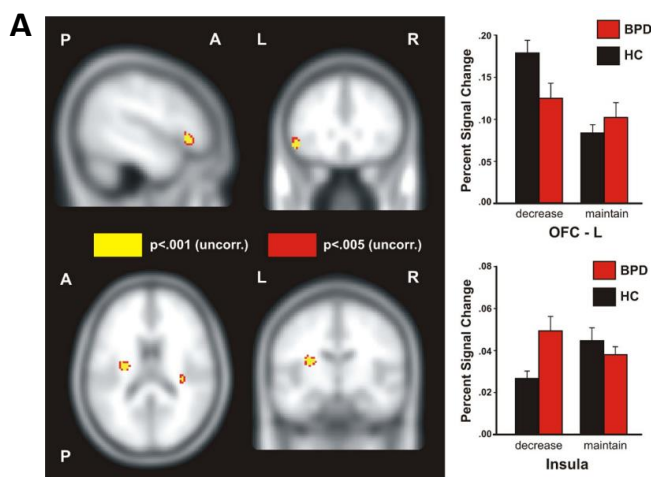 A
P A L R
p<.001 (uncorr.) p<.005 (uncorr.)
A L R
P
BPD
HC
Percent Signal Change
.20
.15
.10
.05
.00
decrease maintain
OFC - L
BPD
HC
Percent Signal Change
.08
.06
.04
.02
.00
decrease maintain
Insula